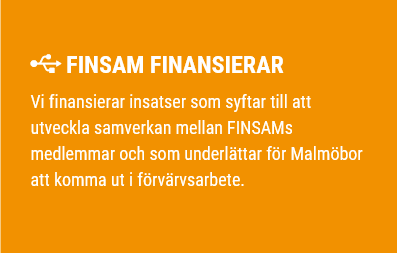 FINSAM FINANSIERAR
Vi finansierar insatser som syftar till att
utveckla samverkan mellan FINSAMs
medlemmar och som underlättar för Malmöbor
att komma ut i förvärvsarbete.